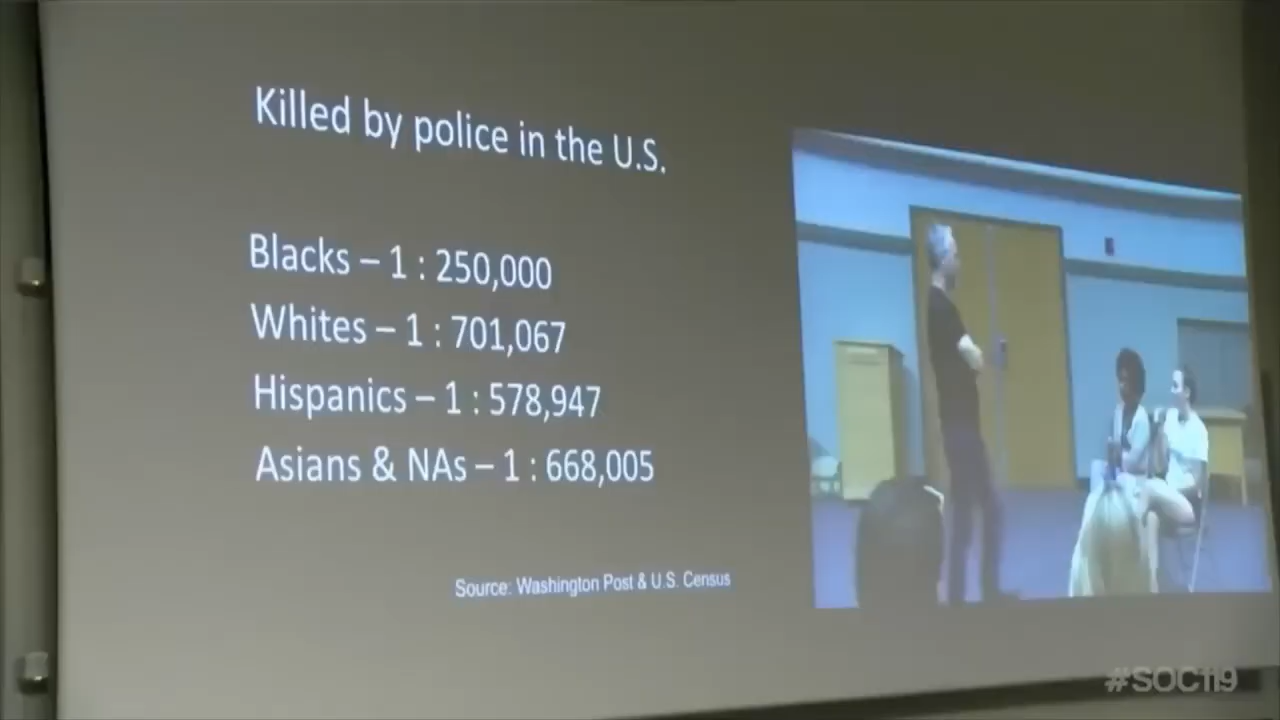 Killed by police in the U.S.
Blacks – 1 : 250,000
Whites – 1 : 701,067
Hispanics – 1 : 578,947
Asians & NAs – 1 : 668,005
Source: Washington Post & U.S. Census
#SOC119